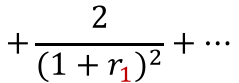 + 2/(1 + r₁)² + ⋯